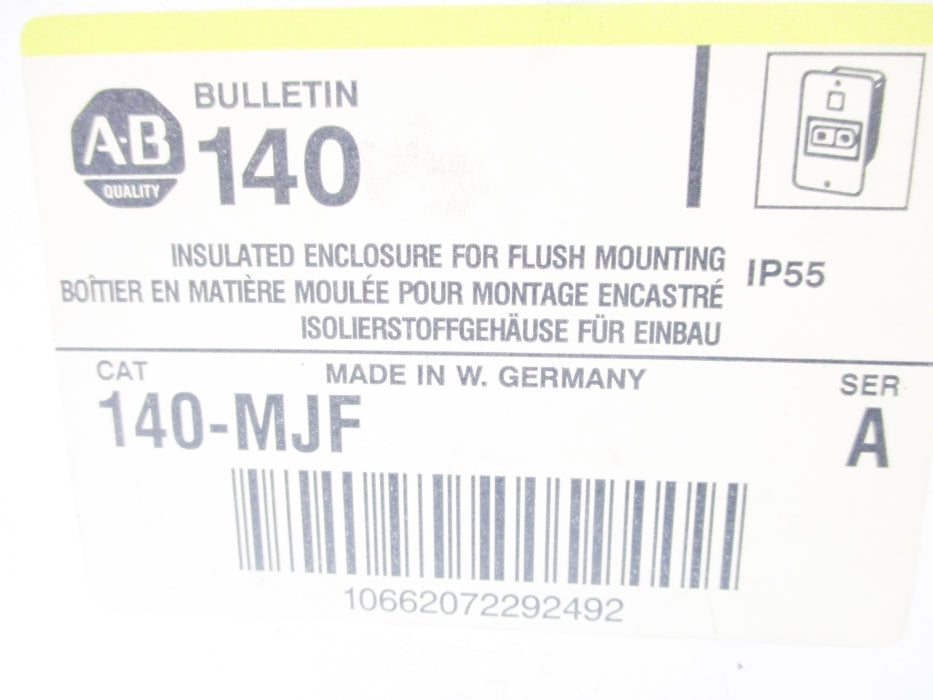 A·B
QUALITY
BULLETIN
140
INSULATED ENCLOSURE FOR FLUSH MOUNTING
BOÎTIER EN MATIÈRE MOULÉE POUR MONTAGE ENCASTRÉ
ISOLIERSTOFFGEHÄUSE FÜR EINBAU
IP55
CAT
MADE IN W. GERMANY
SER
140-MJF
A
10662072292492